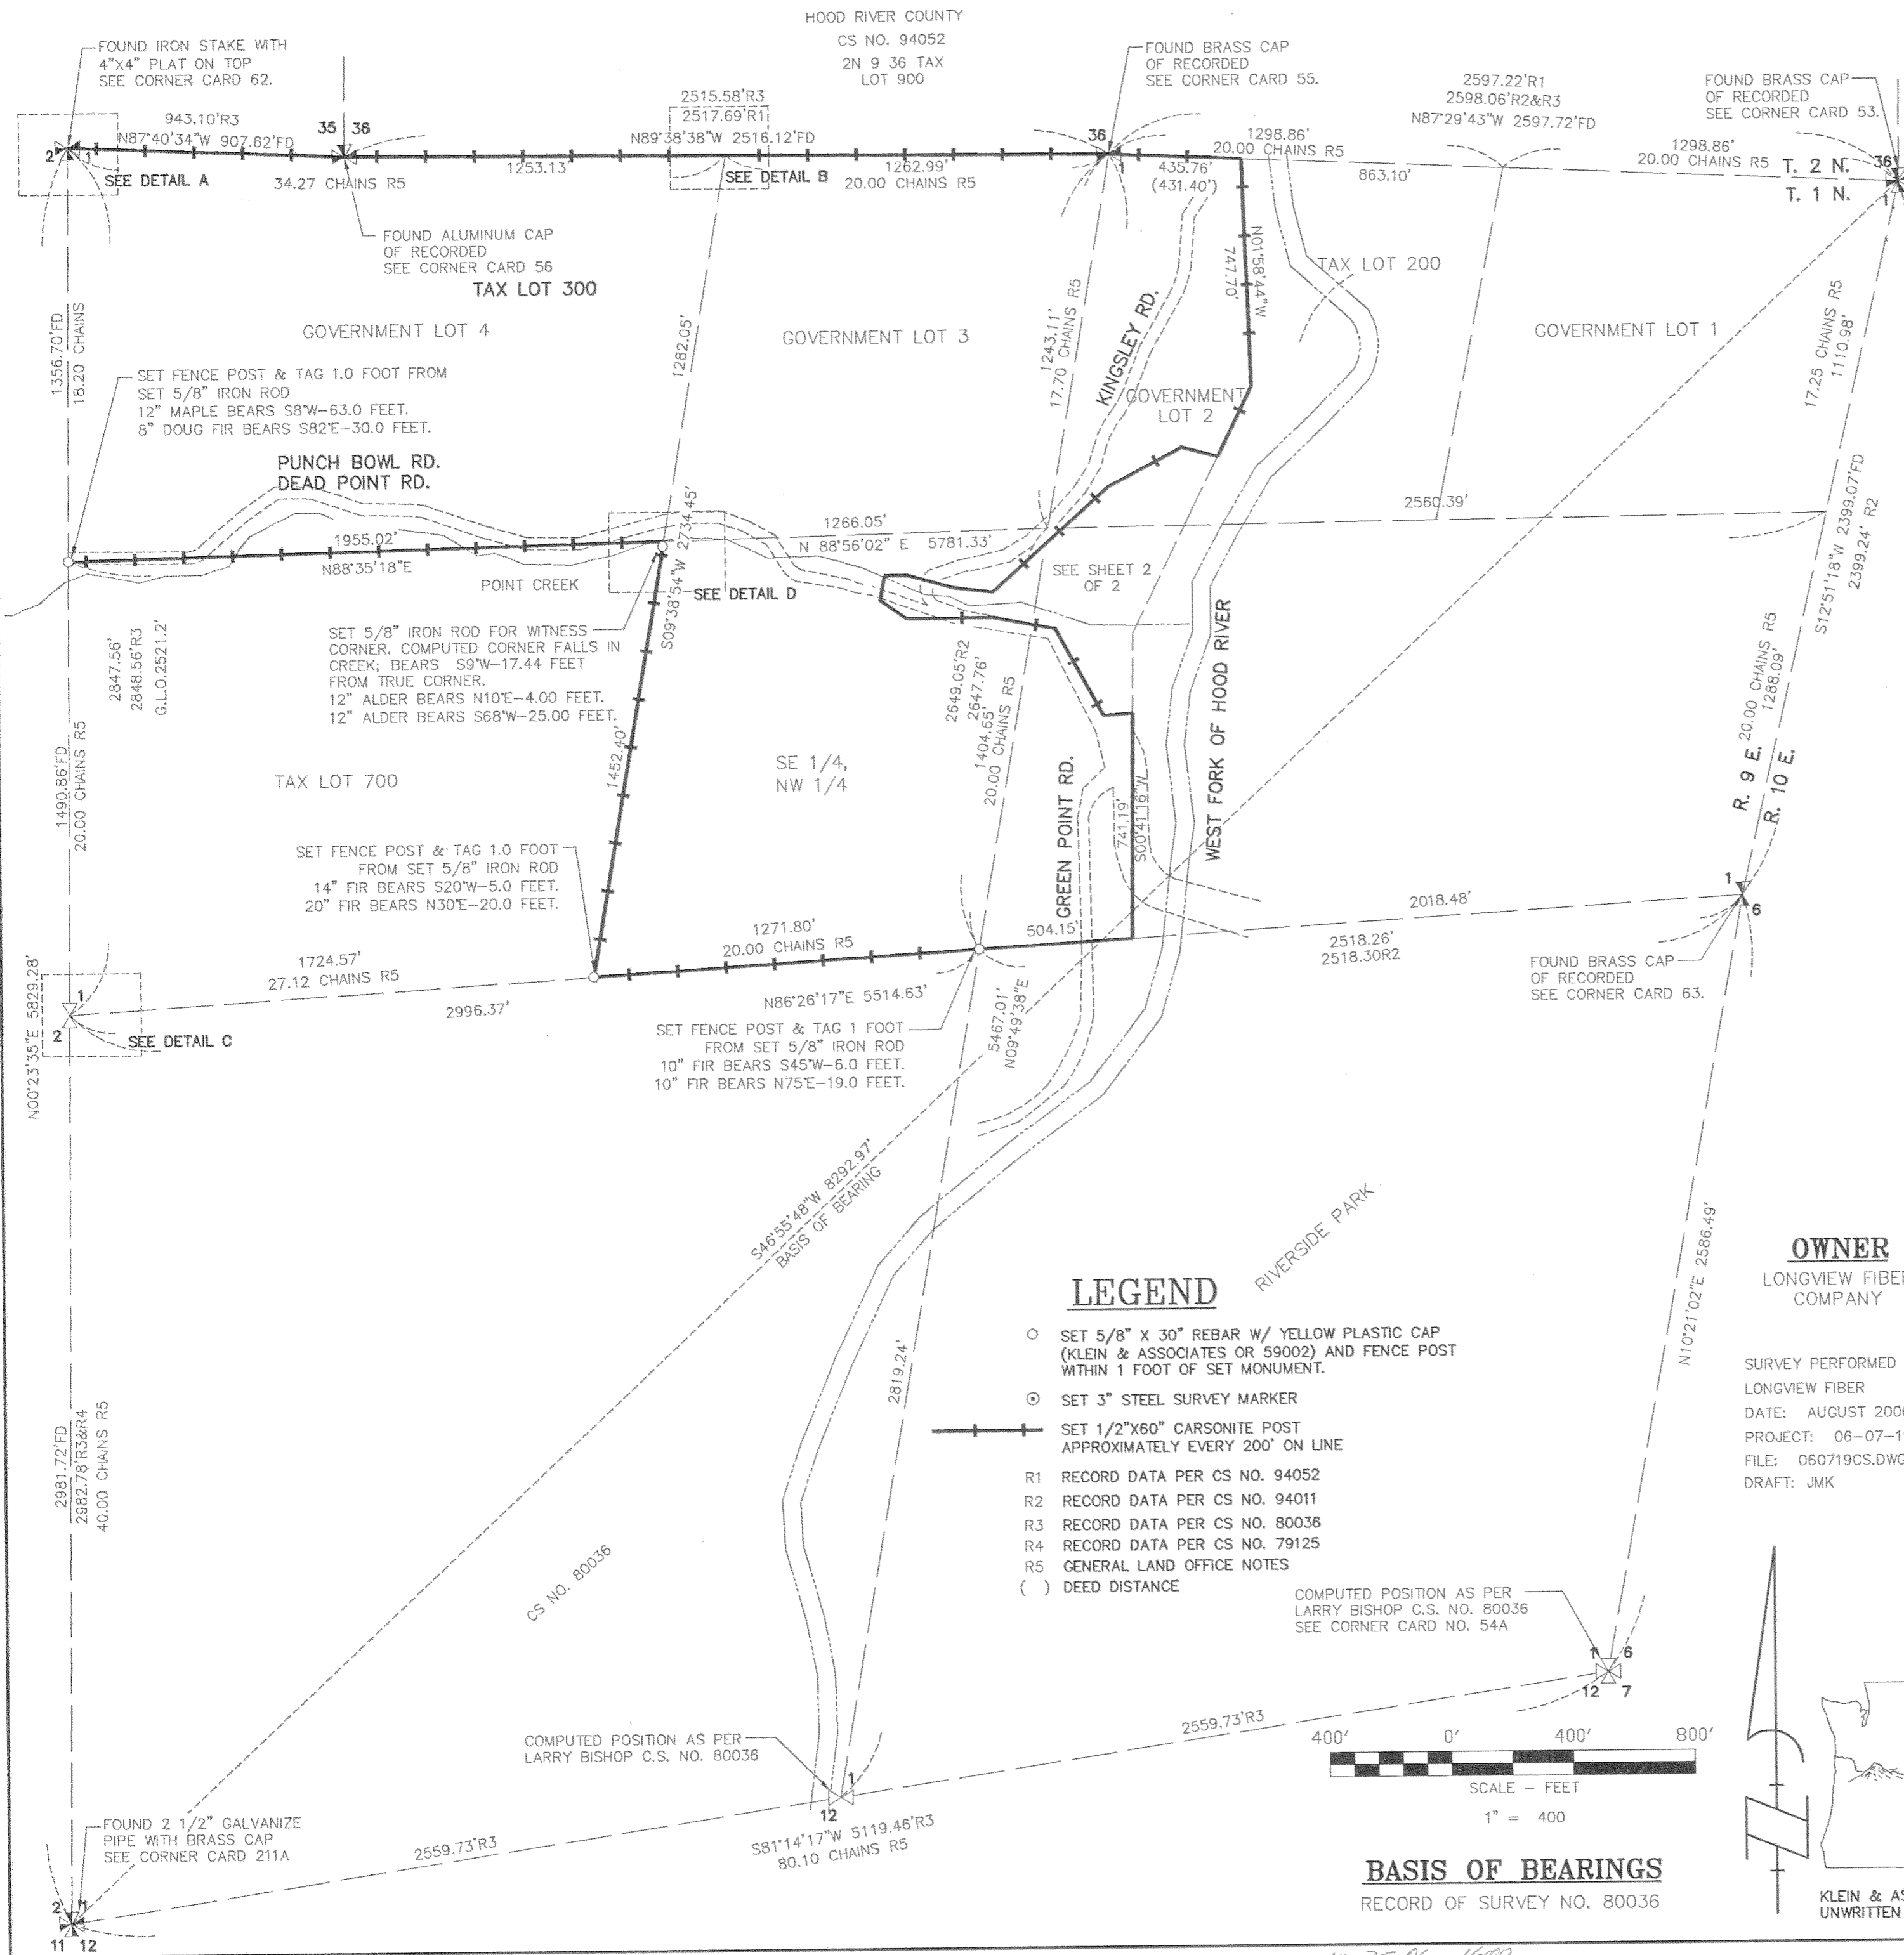 HOOD RIVER COUNTY
CS NO. 94052
2N 9 36 TAX
LOT 900
FOUND IRON STAKE WITH
4"X4" PLAT ON TOP
SEE CORNER CARD 62.
FOUND BRASS CAP
OF RECORDED
SEE CORNER CARD 55.
2597.22'R1
2598.06'R2&R3
N87°29'43"W 2597.72'FD
FOUND BRASS CAP
OF RECORDED
SEE CORNER CARD 53.
943.10'R3
N87°40'34"W 907.62'FD
35 36
2515.58'R3
2517.69'R1
N89°38'38"W 2516.12'FD
36
1
1298.86'
20.00 CHAINS R5
1298.86'
20.00 CHAINS R5
36
T. 2 N.
T. 1 N.
1
2 1
SEE DETAIL A
34.27 CHAINS R5
1253.13'
SEE DETAIL B
1262.99'
20.00 CHAINS R5
435.76'
(431.40')
863.10'
FOUND ALUMINUM CAP
OF RECORDED
SEE CORNER CARD 56
TAX LOT 300
N01°58'44"W
747.70'
TAX LOT 200
GOVERNMENT LOT 4
GOVERNMENT LOT 3
GOVERNMENT LOT 1
1356.70'FD
18.20 CHAINS
1282.05'
1243.11'
17.70 CHAINS R5
KINGSLEY RD.
GOVERNMENT
LOT 2
17.25 CHAINS R5
1110.98'
SET FENCE POST & TAG 1.0 FOOT FROM
SET 5/8" IRON ROD
12" MAPLE BEARS S8°W-63.0 FEET.
8" DOUG FIR BEARS S82°E-30.0 FEET.
PUNCH BOWL RD.
DEAD POINT RD.
1955.02'
N88°35'18"E
POINT CREEK
SEE DETAIL D
1266.05'
N 88°56'02" E 5781.33'
2560.39'
SEE SHEET 2
OF 2
S12°51'18"W 2399.07'FD
2399.24' R2
S09°38'54"W 2734.45'
SET 5/8" IRON ROD FOR WITNESS
CORNER. COMPUTED CORNER FALLS IN
CREEK; BEARS S9°W-17.44 FEET
FROM TRUE CORNER.
12" ALDER BEARS N10°E-4.00 FEET.
12" ALDER BEARS S68°W-25.00 FEET.
2847.56'
2848.56'R3
G.L.O.2521.2'
1490.86'FD
20.00 CHAINS R5
TAX LOT 700
1452.40'
SE 1/4,
NW 1/4
2649.05'R2
2647.76'
1404.65'
20.00 CHAINS R5
GREEN POINT RD.
741.19'
S00°41'16"W
WEST FORK OF HOOD RIVER
R. 9 E.
R. 10 E.
20.00 CHAINS R5
1288.09'
SET FENCE POST & TAG 1.0 FOOT
FROM SET 5/8" IRON ROD
14" FIR BEARS S20°W-5.0 FEET.
20" FIR BEARS N30°E-20.0 FEET.
1271.80'
20.00 CHAINS R5
504.15'
2018.48'
1
6
2518.26'
2518.30R2
FOUND BRASS CAP
OF RECORDED
SEE CORNER CARD 63.
1724.57'
27.12 CHAINS R5
2996.37'
N86°26'17"E 5514.63'
1
2
SEE DETAIL C
N00°23'35"E 5829.28'
SET FENCE POST & TAG 1 FOOT
FROM SET 5/8" IRON ROD
10" FIR BEARS S45°W-6.0 FEET.
10" FIR BEARS N75°E-19.0 FEET.
5467.01'
N09°49'38"E
S46°55'48"W 8292.97'
BASIS OF BEARING
RIVERSIDE PARK
N10°21'02"E 2586.49'
OWNER
LONGVIEW FIBER
COMPANY
LEGEND
SET 5/8" X 30" REBAR W/ YELLOW PLASTIC CAP
(KLEIN & ASSOCIATES OR 59002) AND FENCE POST
WITHIN 1 FOOT OF SET MONUMENT.
SET 3" STEEL SURVEY MARKER
SET 1/2"X60" CARSONITE POST
APPROXIMATELY EVERY 200' ON LINE
R1 RECORD DATA PER CS NO. 94052
R2 RECORD DATA PER CS NO. 94011
R3 RECORD DATA PER CS NO. 80036
R4 RECORD DATA PER CS NO. 79125
R5 GENERAL LAND OFFICE NOTES
( ) DEED DISTANCE
SURVEY PERFORMED
LONGVIEW FIBER
DATE: AUGUST 2006
PROJECT: 06-07-1
FILE: 060719CS.DWG
DRAFT: JMK
2819.24'
2981.72'FD
2982.78'R3&R4
40.00 CHAINS R5
CS NO. 80036
COMPUTED POSITION AS PER
LARRY BISHOP C.S. NO. 80036
SEE CORNER CARD NO. 54A
1 6
12 7
COMPUTED POSITION AS PER
LARRY BISHOP C.S. NO. 80036
2559.73'R3
1
12
400' 0' 400' 800'
SCALE - FEET
1" = 400
FOUND 2 1/2" GALVANIZE
PIPE WITH BRASS CAP
SEE CORNER CARD 211A
2559.73'R3
S81°14'17"W 5119.46'R3
80.10 CHAINS R5
BASIS OF BEARINGS
RECORD OF SURVEY NO. 80036
2 1
11 12
KLEIN & AS
UNWRITTEN